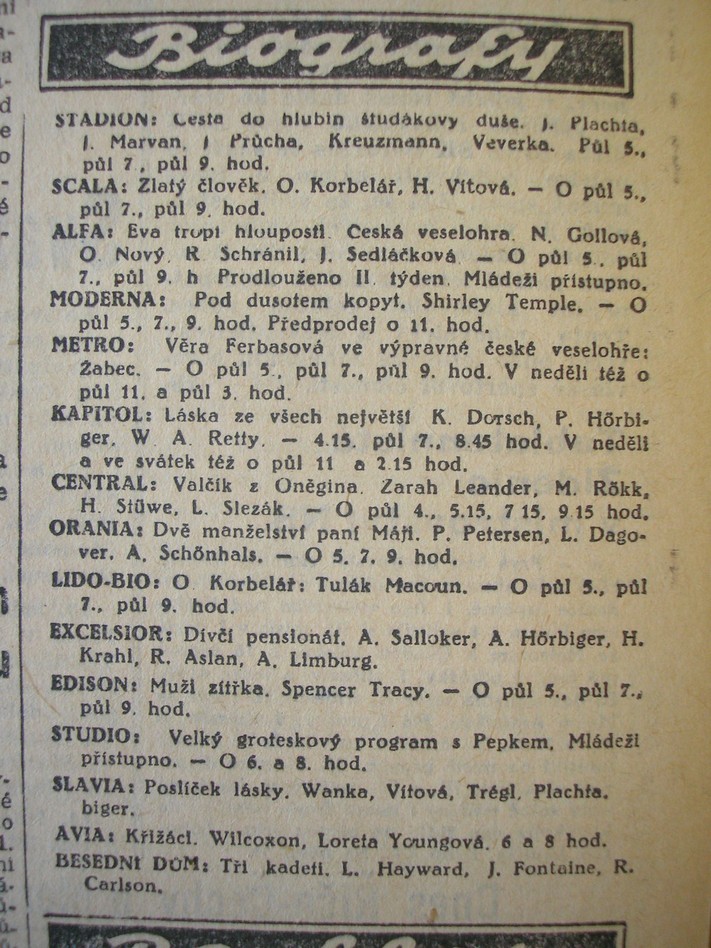 Biografy
STADION: Cesta do hlubin študákovy duše. J. Plachta,
J. Marvan, J Průcha, Kreuzmann, Veverka. Půl 5.,
půl 7., půl 9. hod.
SCALA: Zlatý člověk. O. Korbelář, H. Vítová. — O půl 5.,
půl 7., půl 9. hod.
ALFA: Eva tropí hlouposti. Česká veselohra. N. Gollová,
O. Nový, R. Schránil, J. Sedláčková. — O půl 5., půl
7., půl 9. h Prodlouženo II. týden. Mládeži přístupno.
MODERNA: Pod dusotem kopyt. Shirley Temple. — O
půl 5., 7., 9. hod. Předprodej o 11. hod.
METRO: Věra Ferbasová ve výpravné české veselohře:
Žabec. — O půl 5., půl 7., půl 9. hod. V neděli též o
půl 11. a půl 3. hod.
KAPITOL: Láska ze všech největší K. Dorsch, P. Hörbi-
ger, W. A. Retty. — 4.15. půl 7., 8.45 hod. V neděli
a ve svátek též o půl 11 a 2.15 hod.
CENTRAL: Valčík z Oněgina. Zarah Leander, M. Rökk,
H. Stüwe, L. Slezák. — O půl 4., 5.15, 7 15, 9 15 hod.
ORANIA: Dvě manželství paní Máji. P. Petersen, L. Dago-
ver, A. Schönhals. — O 5. 7. 9. hod.
LIDO-BIO: O. Korbelář: Tulák Macoun. — O půl 5., půl
7., půl 9. hod.
EXCELSIOR: Dívčí pensionát. A. Salloker, A. Hörbiger, H.
Krahl, R. Aslan, A. Limburg.
EDISON: Muži zítřka. Spencer Tracy. — O půl 5., půl 7.,
půl 9. hod.
STUDIO: Velký groteskový program s Pepkem. Mládeži
přístupno. — O 6. a 8. hod.
SLAVIA: Poslíček lásky. Wanka, Vítová, Trégl, Plachta.
biger.
AVIA: Křižáci. Wilcoxon, Loreta Youngová. 6 a 8 hod.
BESEDNÍ DŮM: Tři kadeti. L. Hayward, J. Fontaine, R.
Carlson.